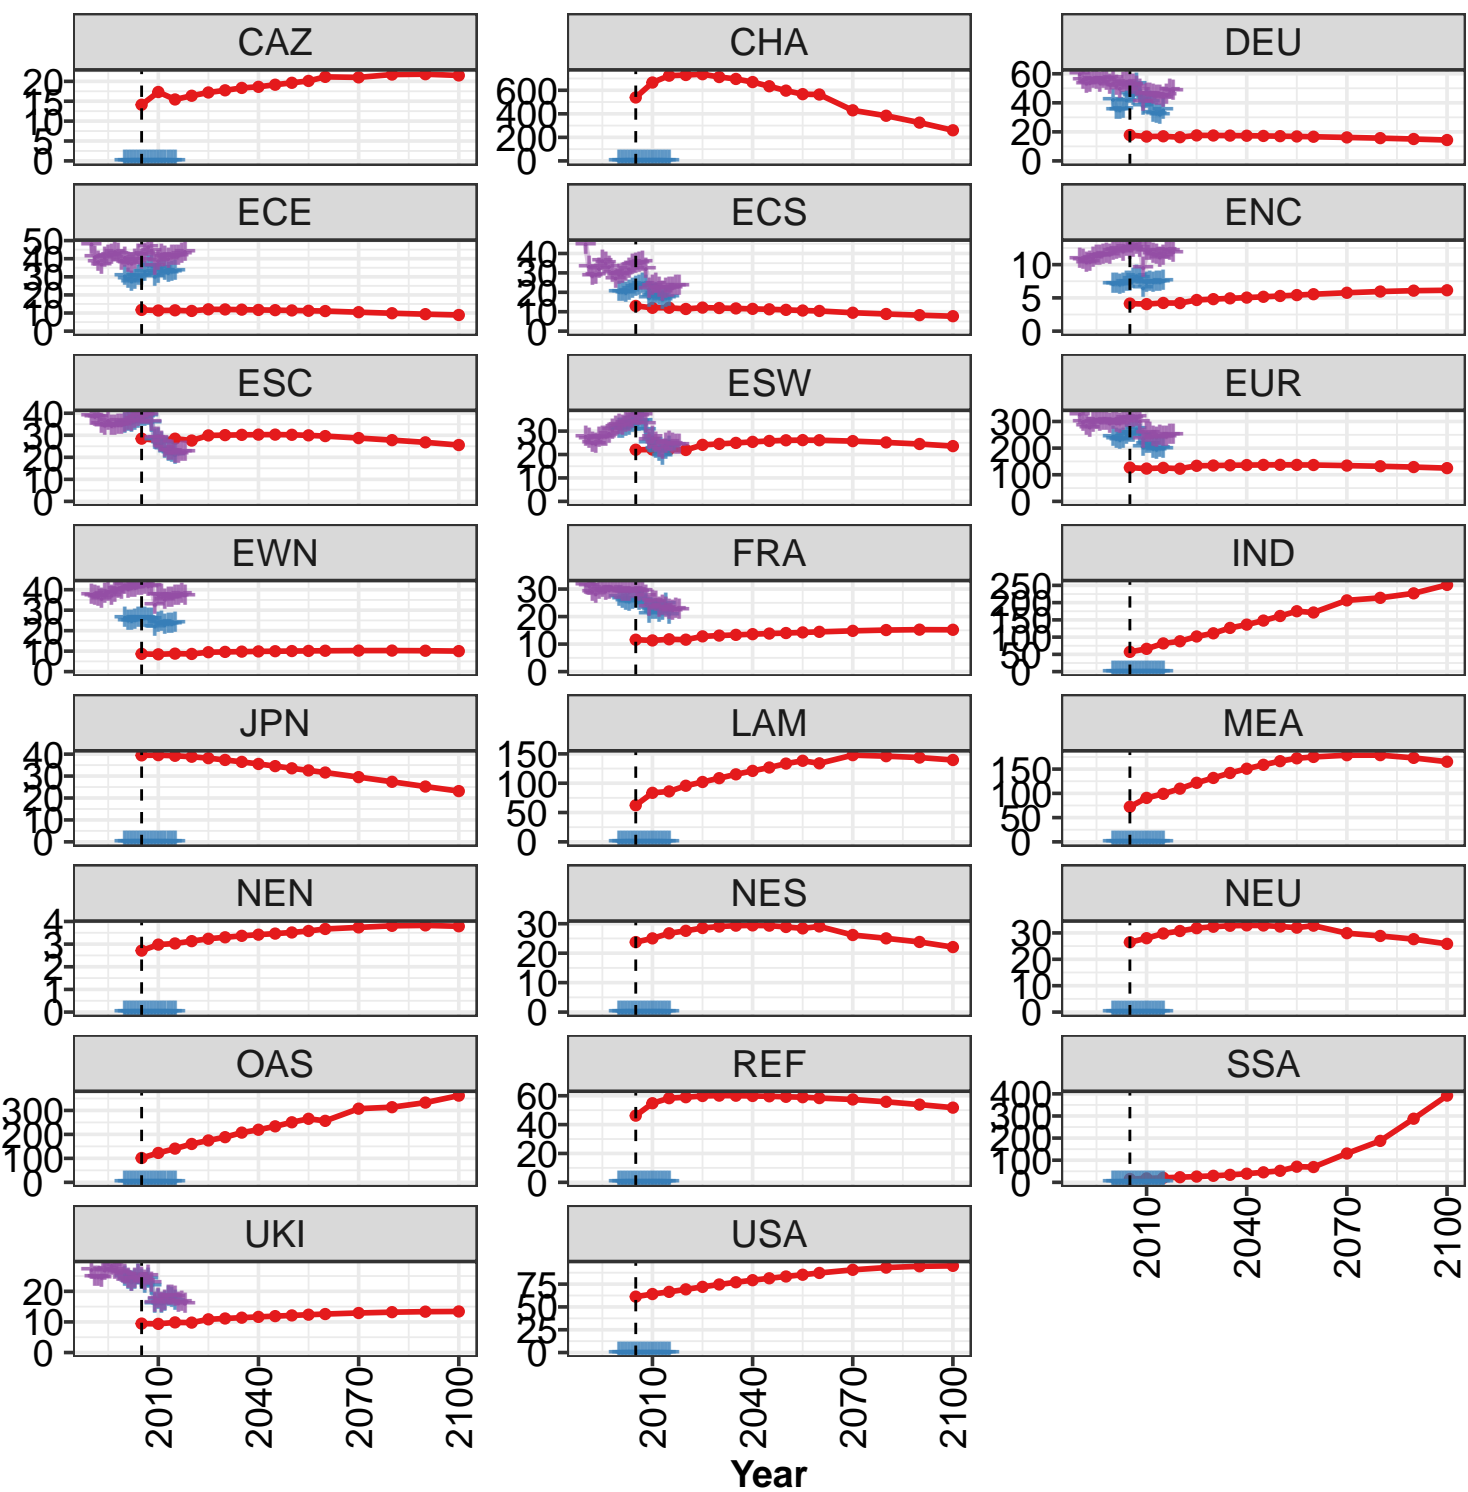 CAZ CHA DEU
20 15 10 5 0
600 400 200 0
60 40 20 0
ECE ECS ENC
50 40 30 20 10 0
40 30 20 10 0
10 5 0
ESC ESW EUR
40 30 20 10 0
30 20 10 0
300 200 100 0
EWN FRA IND
40 30 20 10 0
30 20 10 0
250 200 150 100 50 0
JPN LAM MEA
40 30 20 10 0
150 100 50 0
150 100 50 0
NEN NES NEU
4 3 2 1 0
30 20 10 0
30 20 10 0
OAS REF SSA
300 200 100 0
60 40 20 0
400 300 200 100 0
2010 2040 2070 2100
UKI USA
20 10 0
75 50 25 0
2010 2040 2070 2100
2010 2040 2070 2100
Year